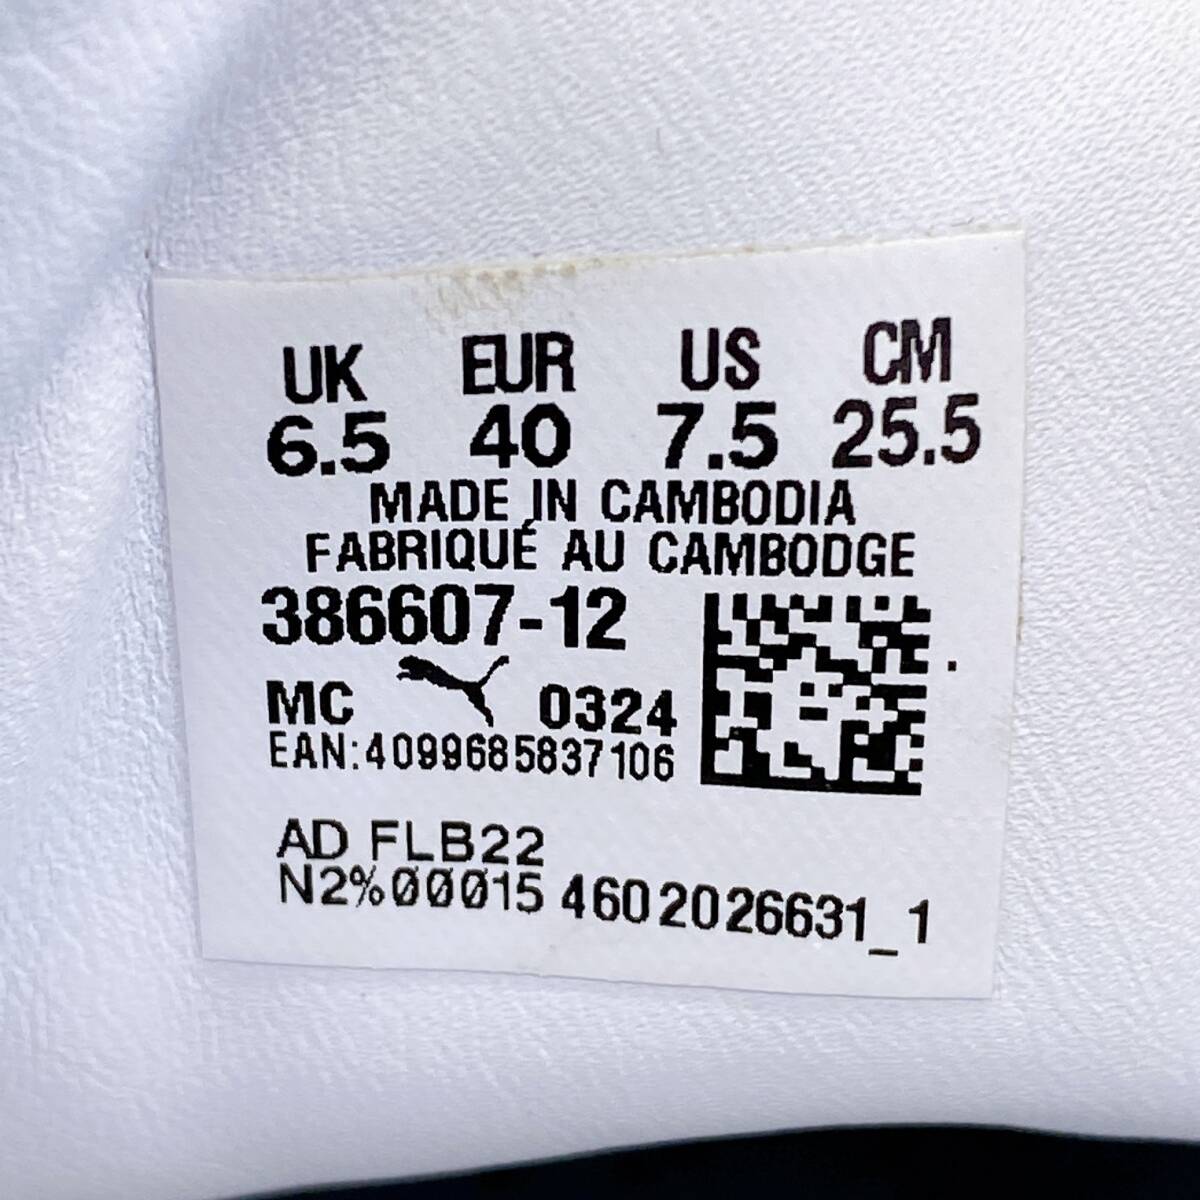 UK EUR US CM
6.5 40 7.5 25.5
MADE IN CAMBODIA
FABRIQUÉ AU CAMBODGE
386607-12
MC 0324
EAN:4099685837106
AD FLB22
N2%00015 4602026631_1